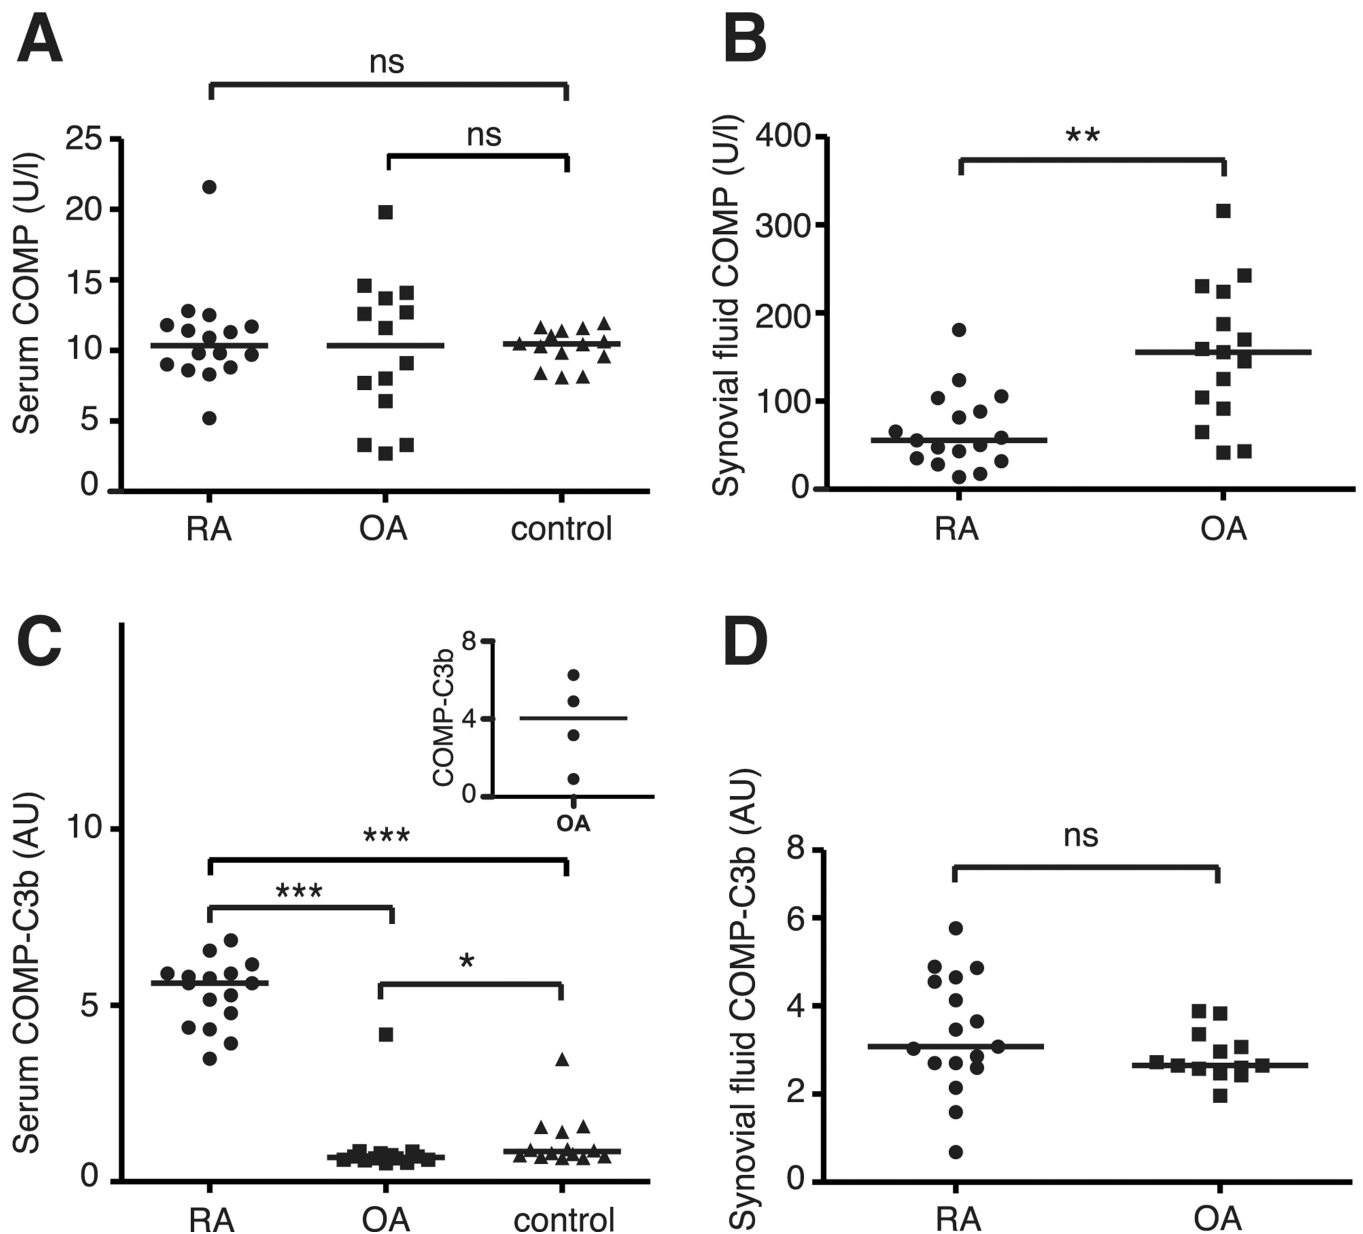 A
ns
ns
Serum COMP (U/l)
25
20
15
10
5
0
RA
OA
control
B
**
Synovial fluid COMP (U/l)
400
300
200
100
0
RA
OA
C
COMP-C3b
8
4
0
OA
***
***
*
Serum COMP-C3b (AU)
10
5
0
RA
OA
control
D
ns
Synovial fluid COMP-C3b (AU)
8
6
4
2
0
RA
OA